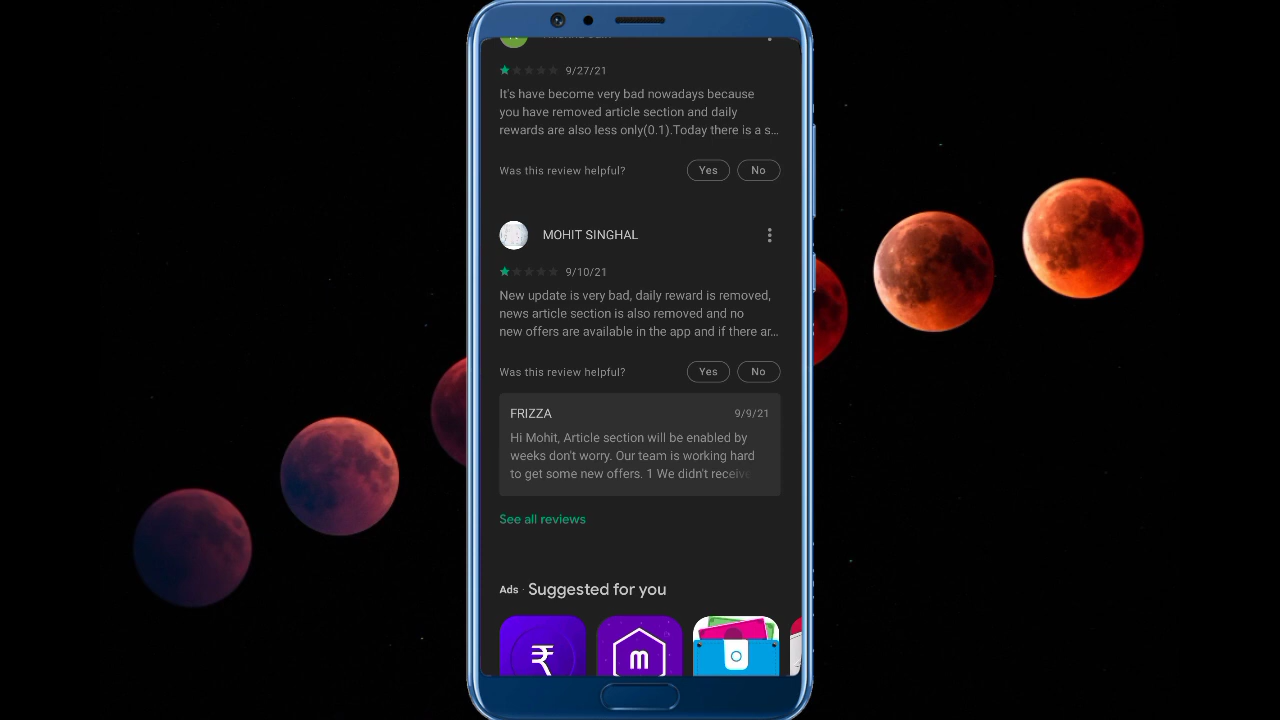 9/27/21
It's have become very bad nowadays because
you have removed article section and daily
rewards are also less only(0.1).Today there is a s...
Was this review helpful? Yes No
MOHIT SINGHAL
9/10/21
New update is very bad, daily reward is removed,
news article section is also removed and no
new offers are available in the app and if there ar...
Was this review helpful? Yes No
FRIZZA 9/9/21
Hi Mohit, Article section will be enabled by
weeks don't worry. Our team is working hard
to get some new offers. 1 We didn't receive
See all reviews
Ads · Suggested for you
₹ m